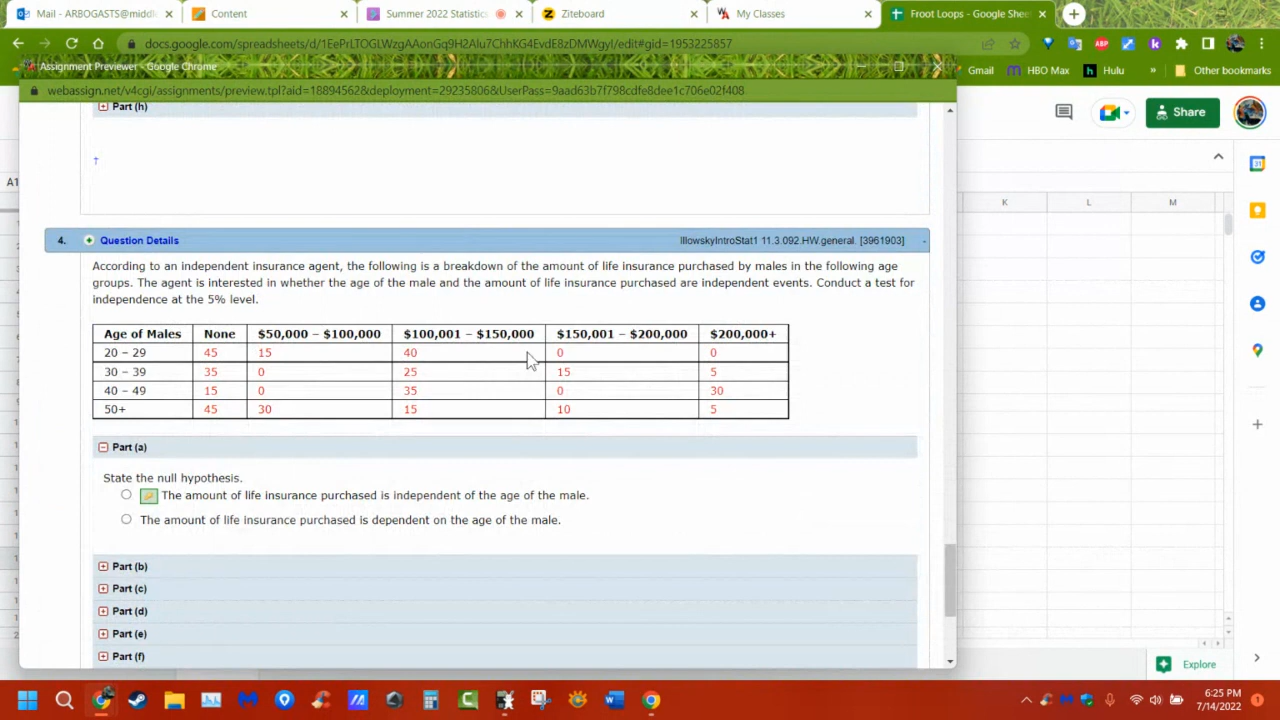 Mail - ARBOGASTS@middl
Content
Summer 2022 Statistics
Ziteboard
My Classes
Froot Loops - Google Shee
docs.google.com/spreadsheets/d/1EePrLTOGLWzgAAonGq9H2Alu7ChhKG4EvdE8zDMWgyI/edit#gid=1953225857
Assignment Previewer - Google Chrome
Gmail
HBO Max
Hulu
Other bookmarks
webassign.net/v4cgi/assignments/preview.tpl?aid=18894562&deployment=29235806&UserPass=9aad63b7f798cdfe8dee1c706e02f408
Part (h)
Share
A1
K L M
4. Question Details IllowskyIntroStat1 11.3.092.HW.general. [3961903] -
According to an independent insurance agent, the following is a breakdown of the amount of life insurance purchased by males in the following age
groups. The agent is interested in whether the age of the male and the amount of life insurance purchased are independent events. Conduct a test for
independence at the 5% level.
Age of Males None $50,000 – $100,000 $100,001 – $150,000 $150,001 – $200,000 $200,000+
20 – 29 45 15 40 0 0
30 – 39 35 0 25 15 5
40 – 49 15 0 35 0 30
50+ 45 30 15 10 5
Part (a)
State the null hypothesis.
The amount of life insurance purchased is independent of the age of the male.
The amount of life insurance purchased is dependent on the age of the male.
Part (b)
Part (c)
Part (d)
Part (e)
Part (f)
Explore
6:25 PM
7/14/2022